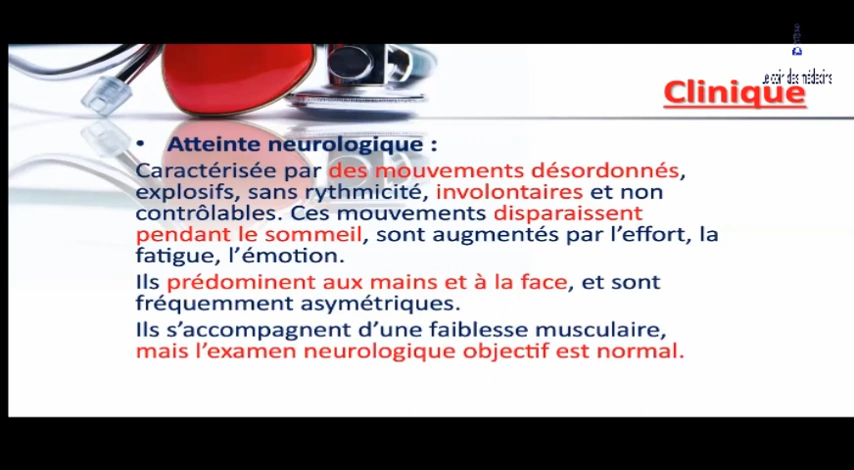 Le coin des médecins
Clinique
• Atteinte neurologique :
Caractérisée par des mouvements désordonnés,
explosifs, sans rythmicité, involontaires et non
contrôlables. Ces mouvements disparaissent
pendant le sommeil, sont augmentés par l’effort, la
fatigue, l’émotion.
Ils prédominent aux mains et à la face, et sont
fréquemment asymétriques.
Ils s’accompagnent d’une faiblesse musculaire,
mais l’examen neurologique objectif est normal.